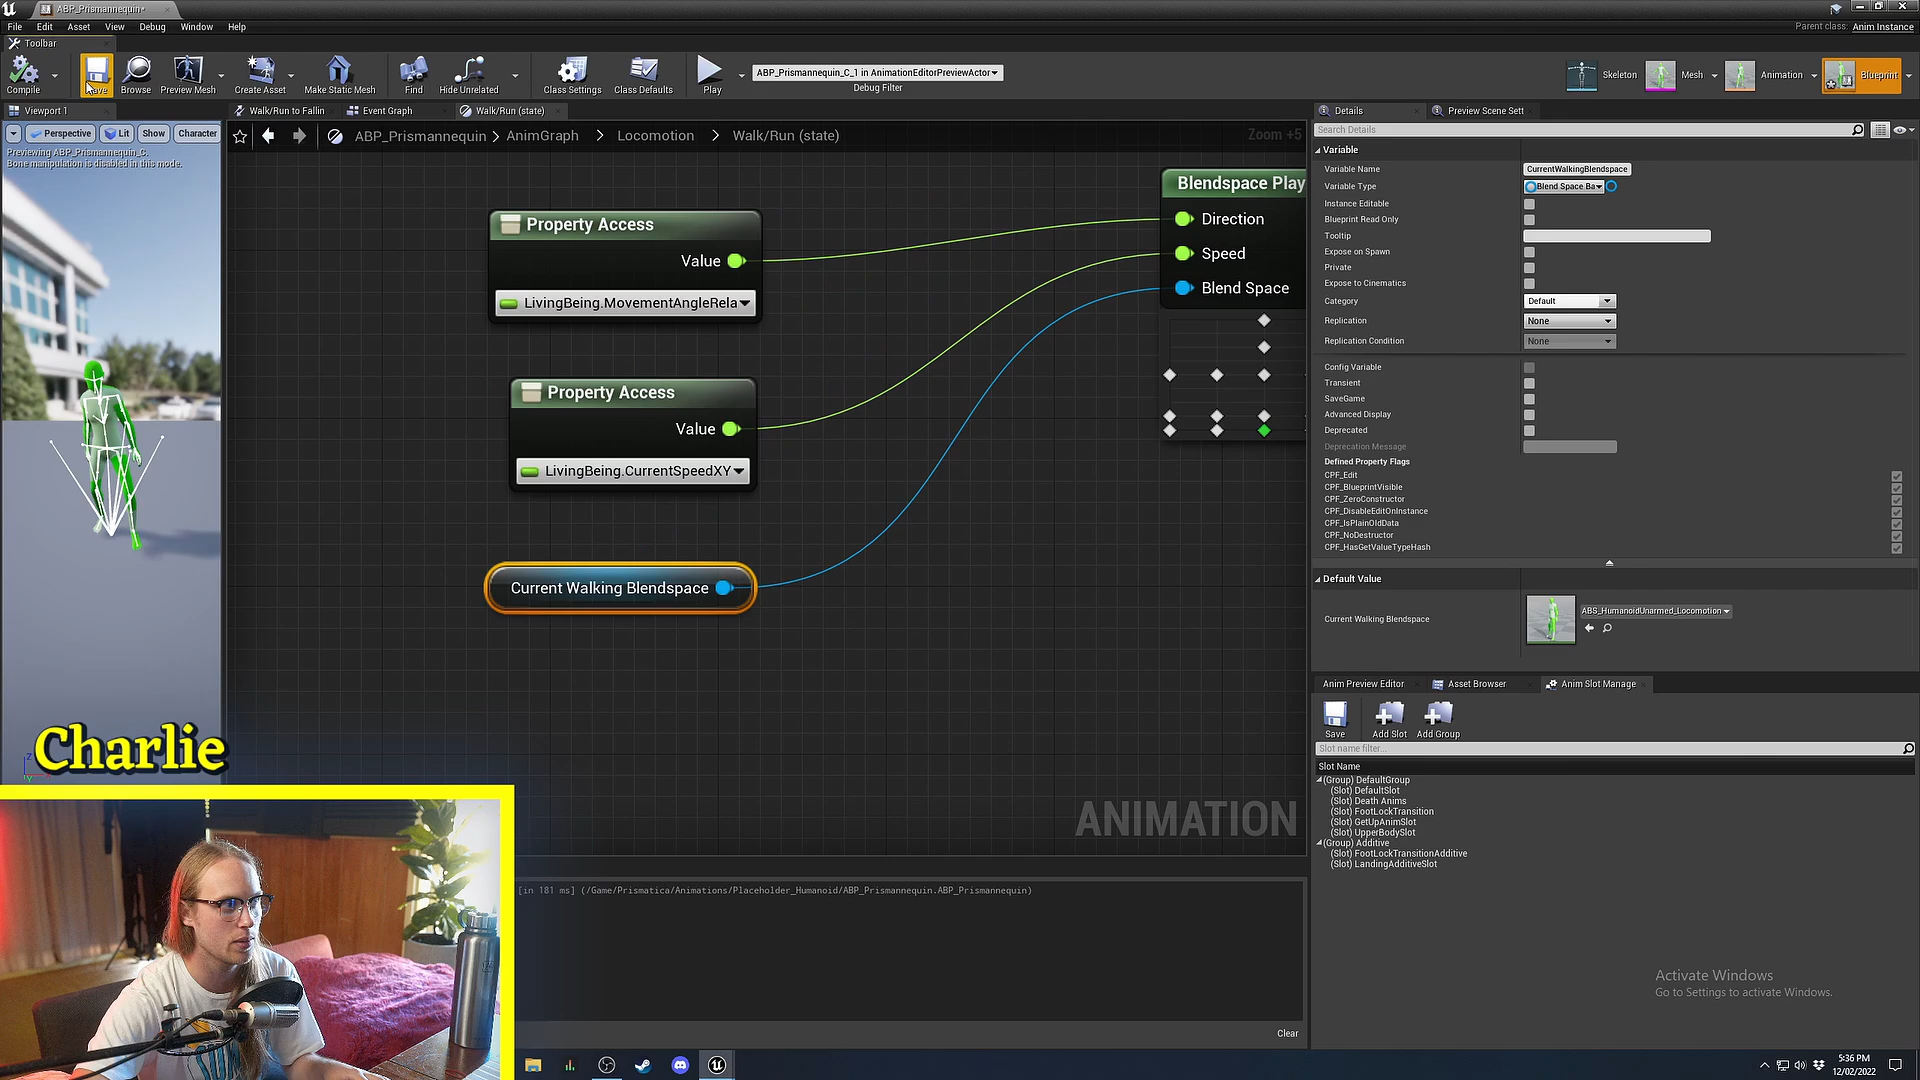 ABP_Prismannequin*
File Edit Asset View Debug Window Help
Parent class: Anim Instance
Toolbar
Compile Save Browse Preview Mesh Create Asset Make Static Mesh Find Hide Unrelated Class Settings Class Defaults Play
ABP_Prismannequin_C_1 in AnimationEditorPreviewActor
Debug Filter
Skeleton Mesh Animation Blueprint
Viewport 1
Walk/Run to Fallin Event Graph Walk/Run (state)
Details Preview Scene Sett
Perspective Lit Show Character
Previewing ABP_Prismannequin_C.
Bone manipulation is disabled in this mode.
ABP_Prismannequin > AnimGraph > Locomotion > Walk/Run (state)
Zoom +5
Property Access
Value
LivingBeing.MovementAngleRela
Property Access
Value
LivingBeing.CurrentSpeedXY
Current Walking Blendspace
Blendspace Play
Direction
Speed
Blend Space
ANIMATION
Search Details
Variable
Variable Name CurrentWalkingBlendspace
Variable Type Blend Space Ba
Instance Editable
Blueprint Read Only
Tooltip
Expose on Spawn
Private
Expose to Cinematics
Category Default
Replication None
Replication Condition None
Config Variable
Transient
SaveGame
Advanced Display
Deprecated
Deprecation Message
Defined Property Flags
CPF_Edit
CPF_BlueprintVisible
CPF_ZeroConstructor
CPF_DisableEditOnInstance
CPF_IsPlainOldData
CPF_NoDestructor
CPF_HasGetValueTypeHash
Default Value
Current Walking Blendspace ABS_HumanoidUnarmed_Locomotion
Anim Preview Editor Asset Browser Anim Slot Manage
Save Add Slot Add Group
Slot name filter...
Slot Name
(Group) DefaultGroup
(Slot) DefaultSlot
(Slot) Death Anims
(Slot) FootLockTransition
(Slot) GetUpAnimSlot
(Slot) UpperBodySlot
(Group) Additive
(Slot) FootLockTransitionAdditive
(Slot) LandingAdditiveSlot
Charlie
[in 181 ms] (/Game/Prismatica/Animations/Placeholder_Humanoid/ABP_Prismannequin.ABP_Prismannequin)
Clear
Activate Windows
Go to Settings to activate Windows.
5:36 PM
12/02/2022